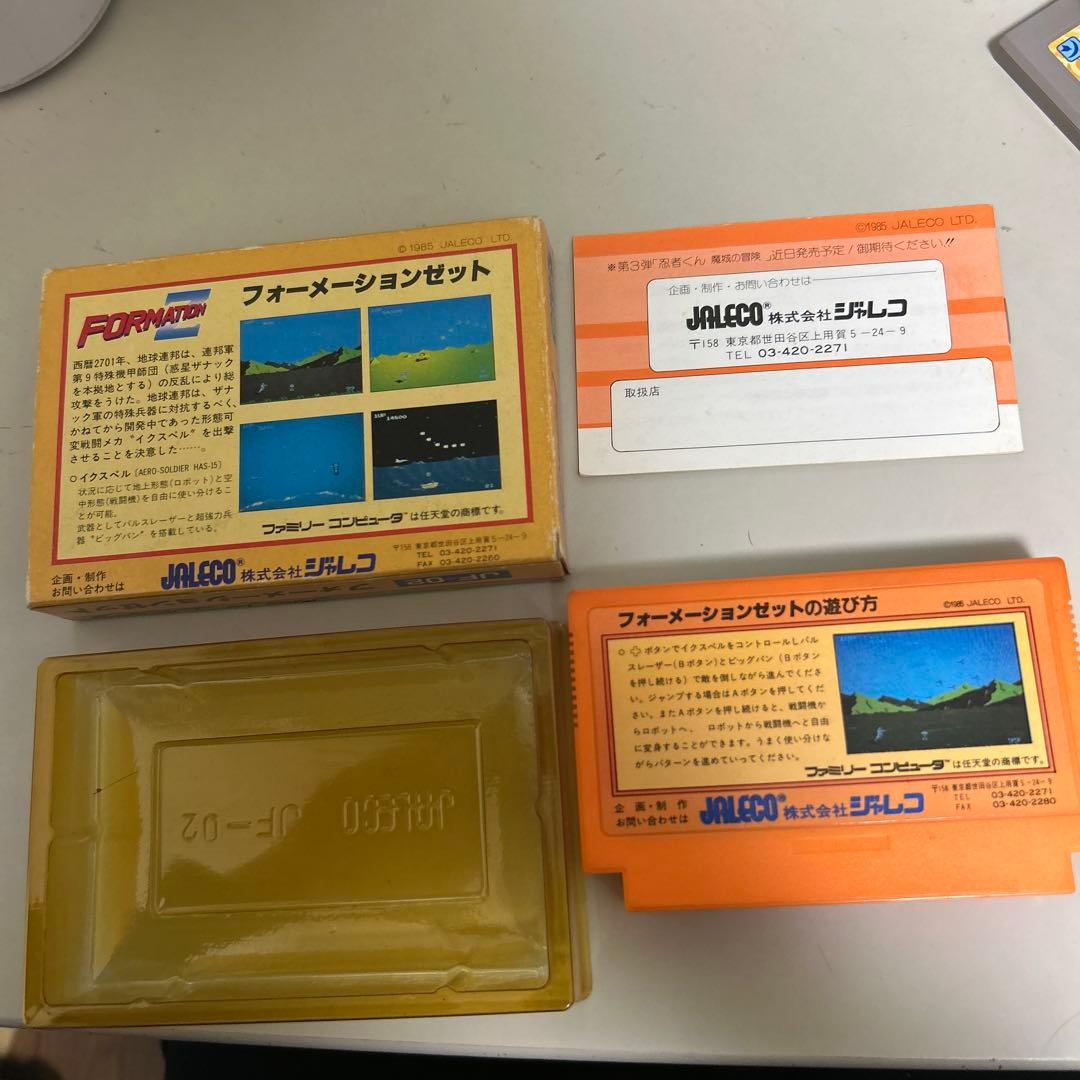 ©1985 JALECO LTD.
FORMATION Z
フォーメーションゼット
西暦2701年、地球連邦は、連邦軍
第9特殊機甲師団（惑星ザナック
を本拠地とする）の反乱により総
攻撃をうけた。地球連邦は、ザナ
ック軍の特殊兵器に対抗するべく、
かねてから開発中であった形態可
変戦闘メカ“イクスペル”を出撃
させることを決意した……。
○イクスペル〔AERO-SOLDIER HAS-15〕
状況に応じて地上形態(ロボット)と空
中形態(戦闘機)を自由に使い分けるこ
とが可能。
武器としてパルスレーザーと超強力兵
器“ビッグバン”を搭載している。
14500
ファミリー コンピュータ™は任天堂の商標です。
企画・制作
お問い合わせは
JALECO® 株式会社ジャレコ
〒158 東京都世田谷区上用賀5-24-9
TEL 03-420-2271
FAX 03-420-2260
JF-02
フォーメーションゼット
©1985 JALECO LTD.
※第3弾「忍者くん 魔城の冒険」近日発売予定/御期待ください!!
企画・制作・お問い合わせは
JALECO® 株式会社ジャレコ
〒158 東京都世田谷区上用賀5-24-9
TEL 03-420-2271
取扱店
JALECO JF-02
フォーメーションゼットの遊び方
©1985 JALECO LTD.
○✚ボタンでイクスペルをコントロールしパル
スレーザー(Bボタン)とビッグバン(Bボタン
を押し続ける)で敵を倒しながら進んでくださ
い。ジャンプする場合はAボタンを押してくだ
さい。またAボタンを押し続けると、戦闘機か
らロボットへ、ロボットから戦闘機へと自由
に変身することができます。うまく使い分けな
がらパターンを進めていってください。
ファミリー コンピュータ™は任天堂の商標です。
企画・制作
お問い合わせは
JALECO® 株式会社ジャレコ
〒158 東京都世田谷区上用賀5-24-9
TEL 03-420-2271
FAX 03-420-2280